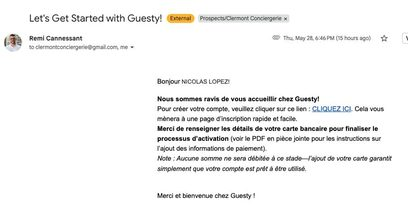 Let's Get Started with Guesty! External Prospects/Clermont Conciergerie ×
Remi Cannessant Thu, May 28, 6:46 PM (15 hours ago)
to clermontconciergerie@gmail.com, me
Bonjour NICOLAS LOPEZ!
Nous sommes ravis de vous accueillir chez Guesty!
Pour créer votre compte, veuillez cliquer sur ce lien : CLIQUEZ ICI. Cela vous
mènera à une page d'inscription rapide et facile.
Merci de renseigner les détails de votre carte bancaire pour finaliser le
processus d'activation (voir le PDF en pièce jointe pour les instructions sur
l'ajout des informations de paiement).
Note : Aucune somme ne sera débitée à ce stade—l'ajout de votre carte garantit
simplement que votre compte est prêt à être utilisé.
Merci et bienvenue chez Guesty !